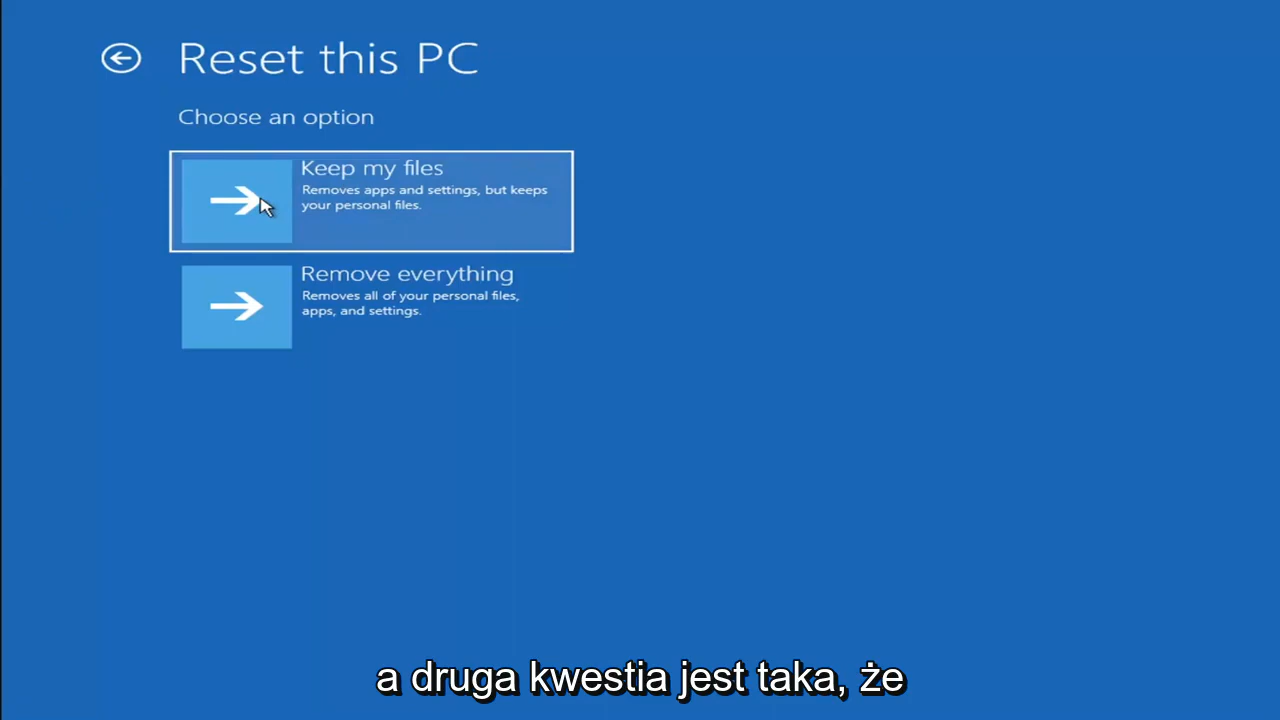 Reset this PC
Choose an option
Keep my files
Removes apps and settings, but keeps
your personal files.
Remove everything
Removes all of your personal files,
apps, and settings.
a druga kwestia jest taka, że